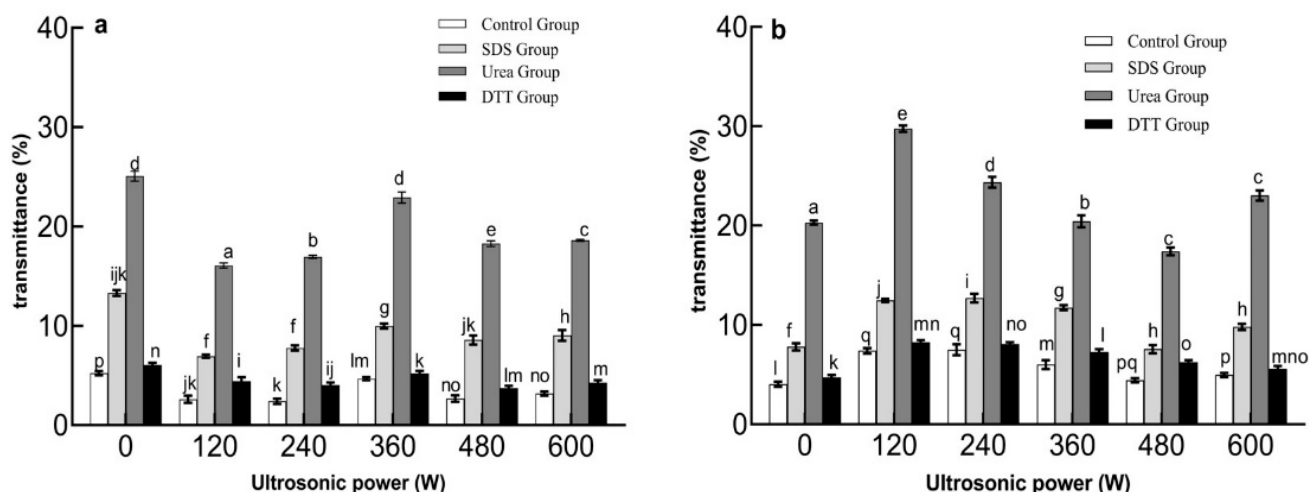 a
Control Group
SDS Group
Urea Group
DTT Group
transmittance (%)
40
30
20
10
0
p ijk d n
jk f a i
k f b ij
lm g d k
no jk e lm
no h c m
0 120 240 360 480 600
Ultrosonic power (W)
b
Control Group
SDS Group
Urea Group
DTT Group
transmittance (%)
40
30
20
10
0
l f a k
q j e mn
q i d no
m g b l
pq h c o
p h c mno
0 120 240 360 480 600
Ultrosonic power (W)